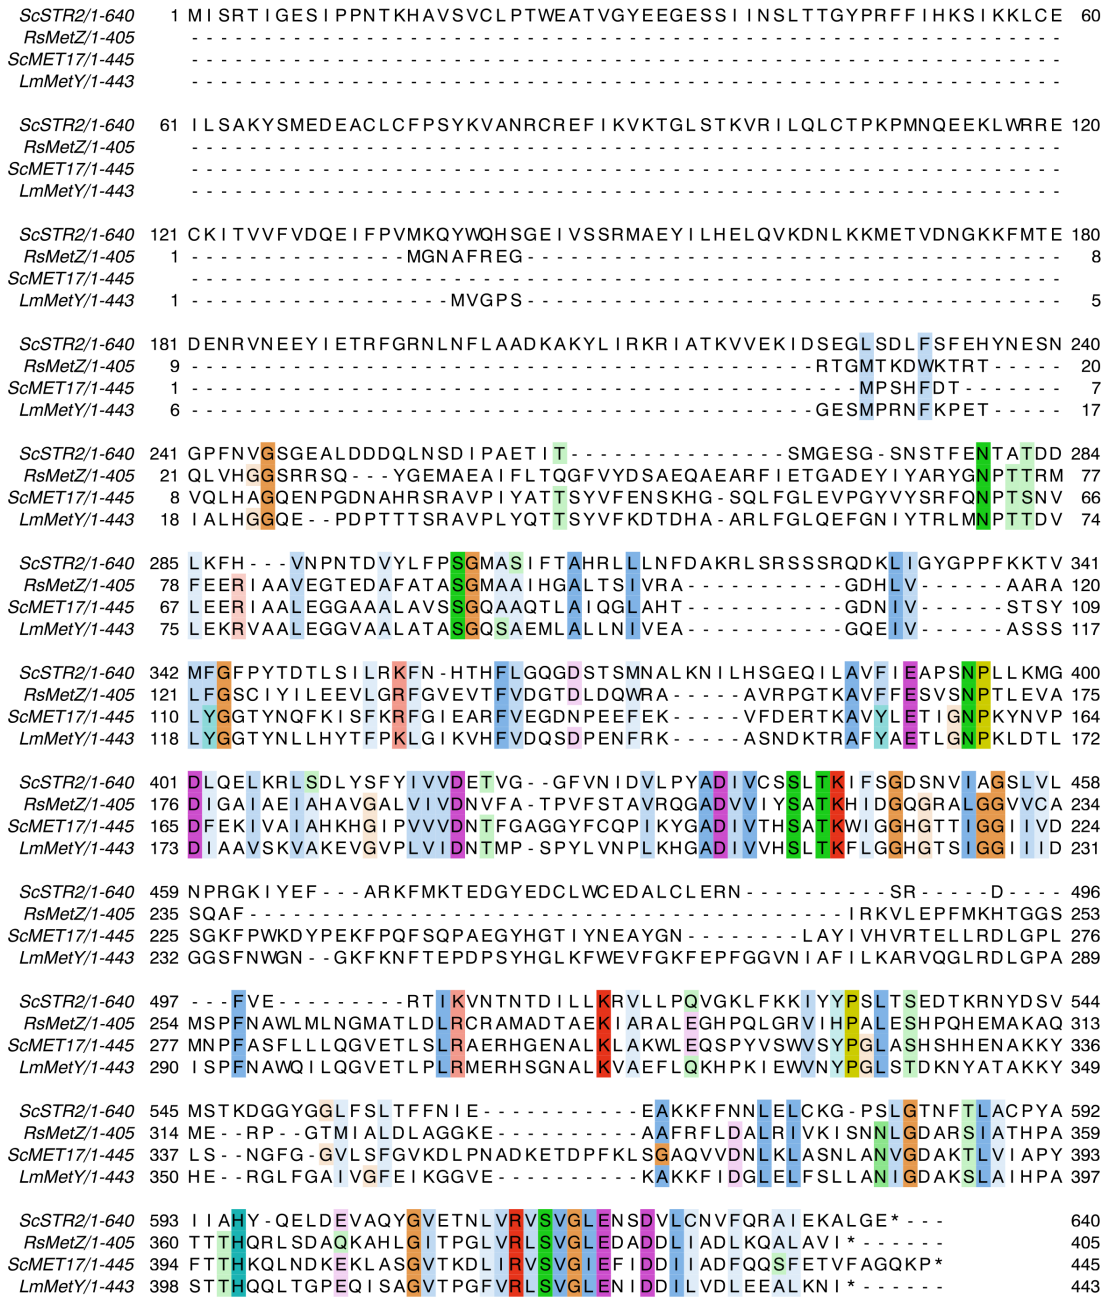 ScSTR2/1-640 1 MISRTIGESIPPNTKHAVSVCLPTWEATVGYEEGESSIINSLTTGYPRFFIHKSIKKLCE 60
RsMetZ/1-405 ------------------------------------------------------------
ScMET17/1-445 ------------------------------------------------------------
LmMetY/1-443 ------------------------------------------------------------
ScSTR2/1-640 61 ILSAKYSMEDEACLCFPSYKVANRCREFIKVKTGLSTKVRILQLCTPKPMNQEEKLWRRE 120
RsMetZ/1-405 ------------------------------------------------------------
ScMET17/1-445 ------------------------------------------------------------
LmMetY/1-443 ------------------------------------------------------------
ScSTR2/1-640 121 CKITVVFVDQEIFPVMKQYWQHSGEIVSSRMAEYILHELQVKDNLKKMETVDNGKKFMTE 180
RsMetZ/1-405 1 ---------------MGNAFREG------------------------------------- 8
ScMET17/1-445 ------------------------------------------------------------
LmMetY/1-443 1 ------------------MVGPS------------------------------------- 5
ScSTR2/1-640 181 DENRVNEEYIETRFGRNLNFLAADKAKYLIRKRIATKVVEKIDSEGLSDLFSFEHYNESN 240
RsMetZ/1-405 9 -------------------------------------------RTGMTKDWKTRT----- 20
ScMET17/1-445 1 ----------------------------------------------MPSHFDT------- 7
LmMetY/1-443 6 -------------------------------------------GESMPRNFKPET----- 17
ScSTR2/1-640 241 GPFNVGSGEALDDDQLNSDIPAETIT---------------SMGESG-SNSTFENTATDD 284
RsMetZ/1-405 21 QLVHGGSRRSQ---YGEMAEAIFLTQGFVYDSAEQAEARFIETGADEYIYARYGNPTTRM 77
ScMET17/1-445 8 VQLHAGQENPGDNAHRSRAVPIYATTSYVFENSKHG-SQLFGLEVPGYVYSRFQNPTSNV 66
LmMetY/1-443 18 IALHGGQE--PDPTTTSRAVPLYQTTSYVFKDTDHA-ARLFGLQEFGNIYTRLMNPTTDV 74
ScSTR2/1-640 285 LKFH---VNPNTDVYLFPSGMASIFTAHRLLLNFDAKRLSRSSSRQDKLIGYGPPFKKTV 341
RsMetZ/1-405 78 FEERIAAVEGTEDAFATASGMAAIHGALTSIVRA-----------GDHLV------AARA 120
ScMET17/1-445 67 LEERIAALEGGAAALAVSSGQAAQTLAIQGLAHT-----------GDNIV------STSY 109
LmMetY/1-443 75 LEKRVAALEGGVAALATASGQSAEMLALLNIVEA-----------GQEIV------ASSS 117
ScSTR2/1-640 342 MFGFPYTDTLSILRKFN-HTHFLGQGDSTSMNALKNILHSGEQILAVFIEAPSNPLLKMG 400
RsMetZ/1-405 121 LFGSCIYILEEVLGRFGVEVTFVDGTDLDQWRA-----AVRPGTKAVFFESVSNPTLEVA 175
ScMET17/1-445 110 LYGGTYNQFKISFKRFGIEARFVEGDNPEEFEK-----VFDERTKAVYLETIGNPKYNVP 164
LmMetY/1-443 118 LYGGTYNLLHYTFPKLGIKVHFVDQSDPENFRK-----ASNDKTRAFYAETLGNPKLDTL 172
ScSTR2/1-640 401 DLQELKRLSDLYSFYIVVDETVG--GFVNIDVLPYADIVCSSLTKIFSGDSNVIAGSLVL 458
RsMetZ/1-405 176 DIGAIAEIAHAVGALVIVDNVFA-TPVFSTAVRQGADVVIYSATKHIDGQGRALGGVVCA 234
ScMET17/1-445 165 DFEKIVAIAHKHGIPVVVDNTFGAGGYFCQPIKYGADIVTHSATKWIGGHGTTIGGIIVD 224
LmMetY/1-443 173 DIAAVSKVAKEVGVPLVIDNTMP-SPYLVNPLKHGADIVVHSLTKFLGGHGTSIGGIIID 231
ScSTR2/1-640 459 NPRGKIYEF---ARKFMKTEDGYEDCLWCEDALCLERN----------SR-----D---- 496
RsMetZ/1-405 235 SQAF-----------------------------------------IRKVLEPFMKHTGGS 253
ScMET17/1-445 225 SGKFPWKDYPEKFPQFSQPAEGYHGTIYNEAYGN--------LAYIVHVRTELLRDLGPL 276
LmMetY/1-443 232 GGSFNWGN--GKFKNFTEPDPSYHGLKFWEVFGKFEPFGGVNIAFILKARVLGLRDLGPA 289
ScSTR2/1-640 497 ---FVE---------RTIKVNTNTDILLKRVLLPQVGKLFKKIYYPSLTSEDTKRNYDSV 544
RsMetZ/1-405 254 MSPFNAWLMLNGMATLDLRCRAMADTAEKIARALEGHPQLGRVIHPALESHPQHEMAKAQ 313
ScMET17/1-445 277 MNPFASFLLLQGVETLSLRAERHGENALKLAKWLEQSPYVSWVSYPGLASHSHHENAKKY 336
LmMetY/1-443 290 ISPFNAWQILQGVETLPLRMERHSGNALKVAEFLQKHPKIEWVNYPGLSTDKNYATAKKY 349
ScSTR2/1-640 545 MSTKDGGYGGLFSLTFFNIE-----------EAKKFFNNLELCKG-PSLGTNFTLACPYA 592
RsMetZ/1-405 314 ME--RP--GTMIALDLAGGKE----------AAFRFLDALRIVKISNNLGDARSIATHPA 359
ScMET17/1-445 337 LS--NGFG-GVLSFGVKDLPNADKETDPFKLSGAQVVDNLKLASNLANVGDAKTLVIAPY 393
LmMetY/1-443 350 HE--RGLFGAIVGFEIKGGVE----------KAKKFIDGLELFSLLANIGDAKSLAIHPA 397
ScSTR2/1-640 593 IIAHY-QELDEVAQYGVETNLVRVSVGLENSDVLCNVFQRAIEKALGE*--- 640
RsMetZ/1-405 360 TTTHQRLSDAQKAHLGITPGLVRLSVGLEDADDLIADLKQALAVI*------ 405
ScMET17/1-445 394 FTTHKQLNDKEKLASGVTKDLIRVSVGIEFIDDIIADFQQSFETVFAGQKP* 445
LmMetY/1-443 398 STTHQQLTGPEQISAGVTPGFVRLSVGLENIDDILVDLEEALKNI*------ 443